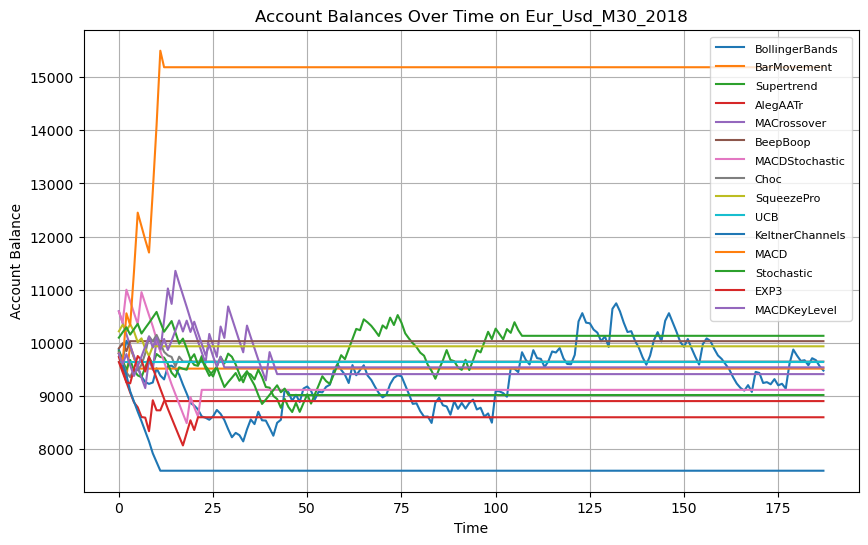 Account Balances Over Time on Eur_Usd_M30_2018
Account Balance
15000
14000
13000
12000
11000
10000
9000
8000
BollingerBands
BarMovement
Supertrend
AlegAATr
MACrossover
BeepBoop
MACDStochastic
Choc
SqueezePro
UCB
KeltnerChannels
MACD
Stochastic
EXP3
MACDKeyLevel
0 25 50 75 100 125 150 175
Time